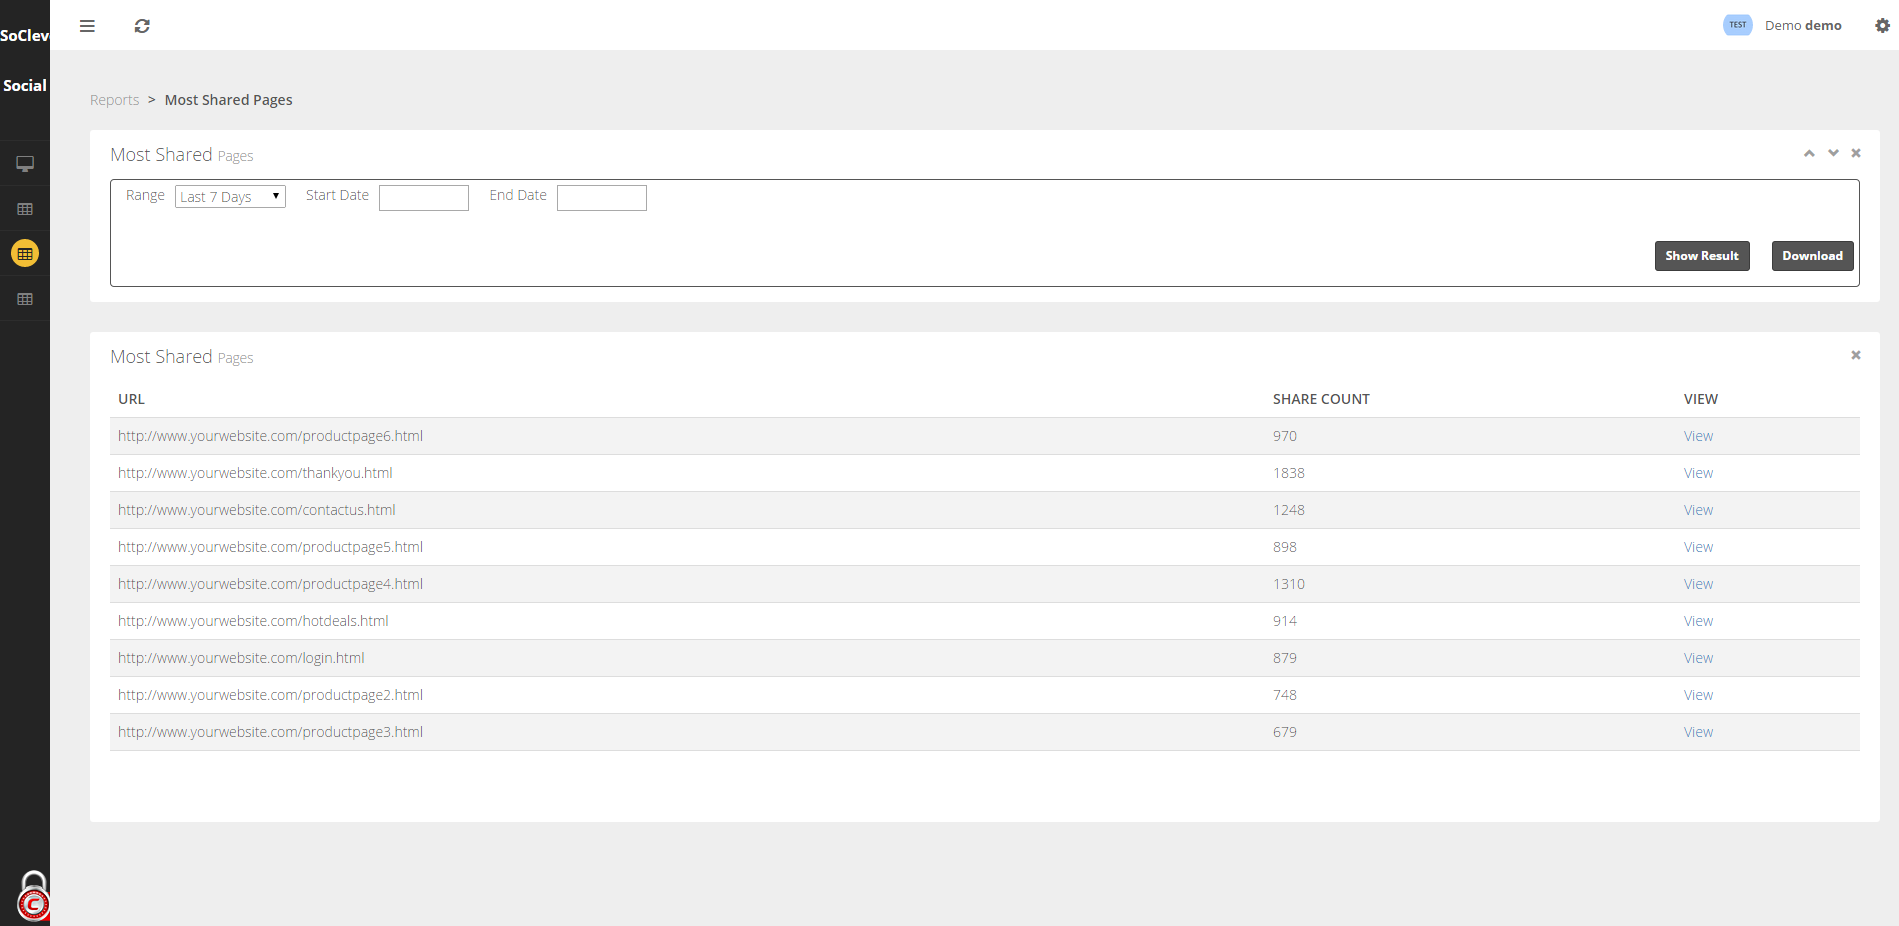 SoCleve
Social
TEST Demo demo
Reports > Most Shared Pages
Most Shared Pages
Range Last 7 Days Start Date End Date
Show Result Download
Most Shared Pages
URL SHARE COUNT VIEW
http://www.yourwebsite.com/productpage6.html 970 View
http://www.yourwebsite.com/thankyou.html 1838 View
http://www.yourwebsite.com/contactus.html 1248 View
http://www.yourwebsite.com/productpage5.html 898 View
http://www.yourwebsite.com/productpage4.html 1310 View
http://www.yourwebsite.com/hotdeals.html 914 View
http://www.yourwebsite.com/login.html 879 View
http://www.yourwebsite.com/productpage2.html 748 View
http://www.yourwebsite.com/productpage3.html 679 View
C